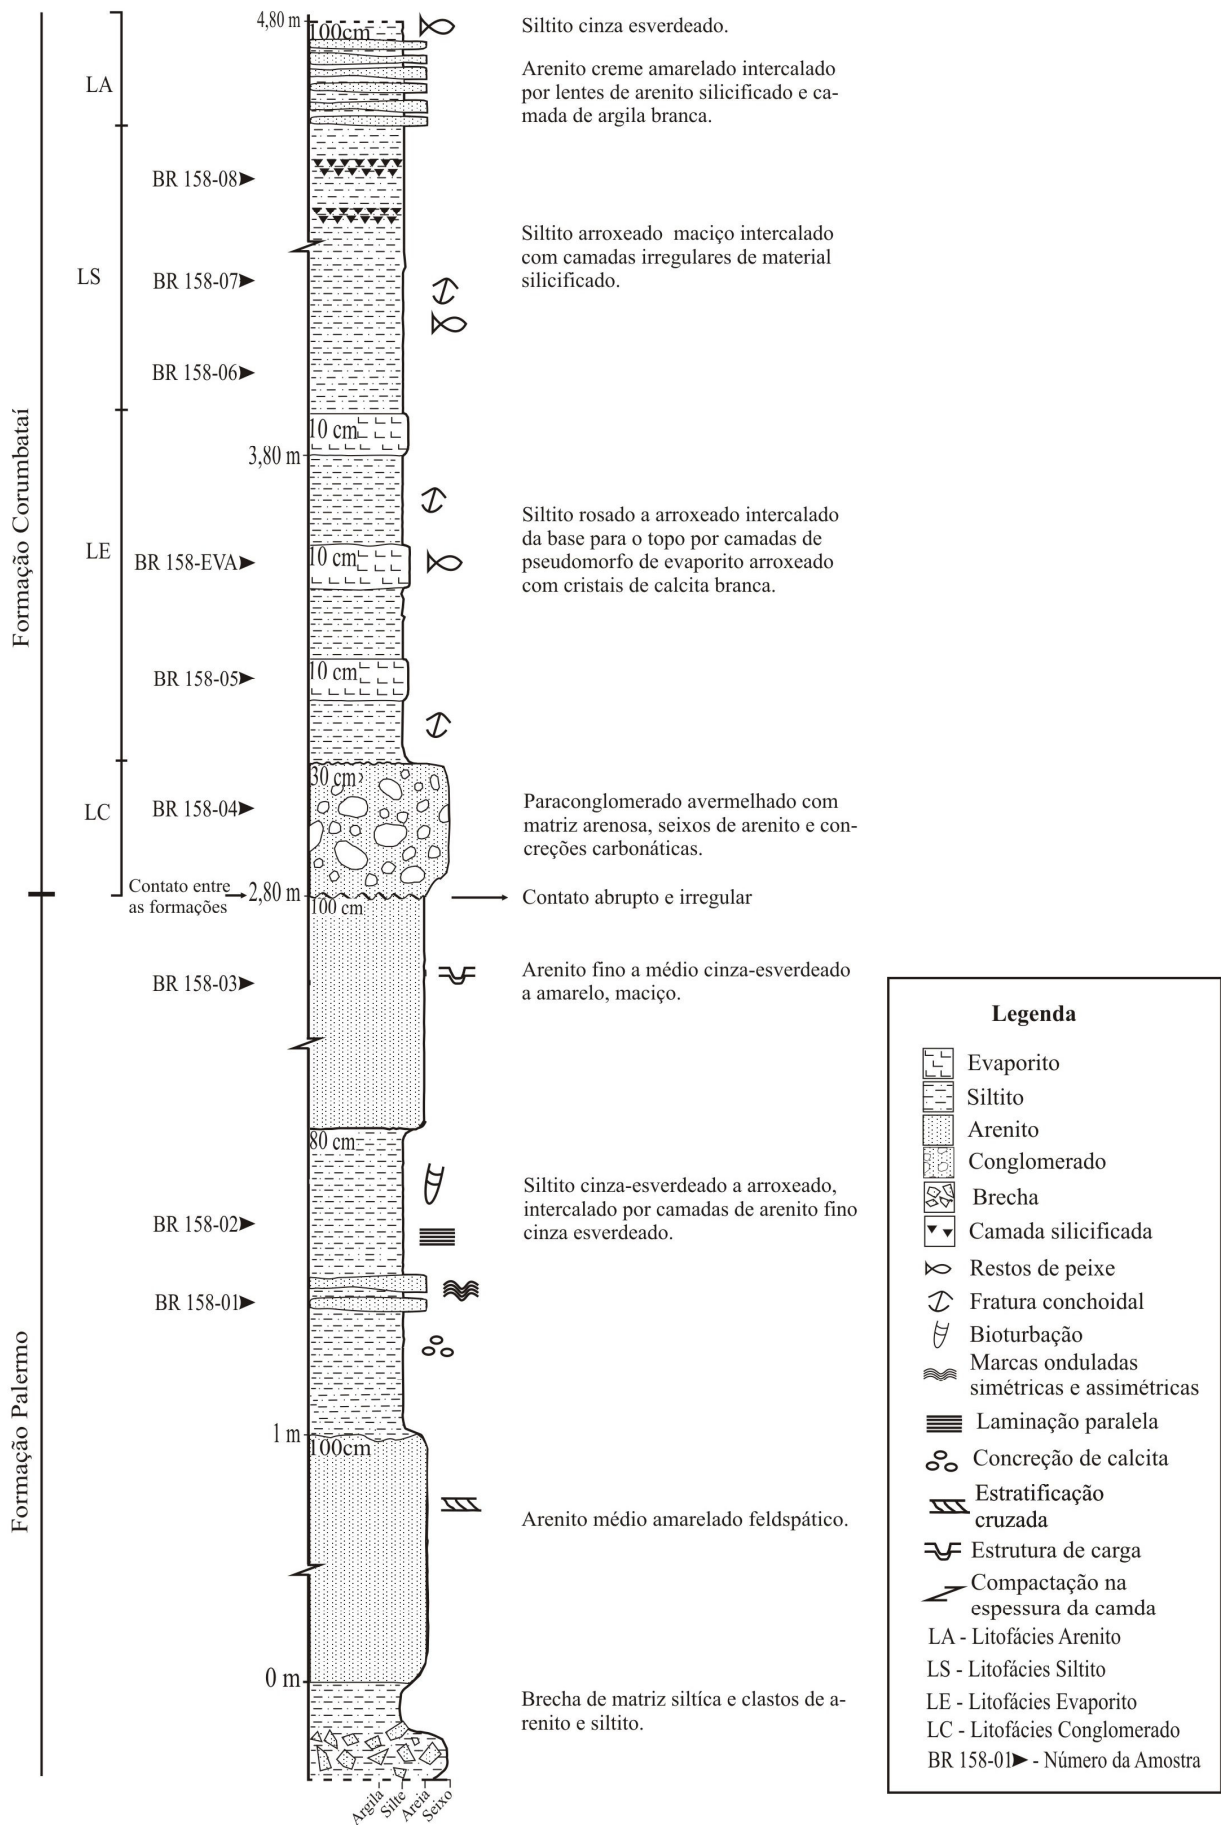 4,80 m
100cm
Siltito cinza esverdeado.
Arenito creme amarelado intercalado
por lentes de arenito silicificado e ca-
mada de argila branca.
LA
BR 158-08
Siltito arroxeado maciço intercalado
com camadas irregulares de material
silicificado.
LS
BR 158-07
BR 158-06
Formação Corumbataí
10 cm
3,80 m
LE
Siltito rosado a arroxeado intercalado
da base para o topo por camadas de
pseudomorfo de evaporito arroxeado
com cristais de calcita branca.
BR 158-EVA
10 cm
BR 158-05
10 cm
30 cm
LC
BR 158-04
Paraconglomerado avermelhado com
matriz arenosa, seixos de arenito e con-
creções carbonáticas.
Contato entre
as formações
2,80 m
100 cm
Contato abrupto e irregular
BR 158-03
Arenito fino a médio cinza-esverdeado
a amarelo, maciço.
80 cm
BR 158-02
Siltito cinza-esverdeado a arroxeado,
intercalado por camadas de arenito fino
cinza esverdeado.
BR 158-01
Formação Palermo
1 m
100cm
Arenito médio amarelado feldspático.
0 m
Brecha de matriz siltíca e clastos de a-
renito e siltito.
Argila
Silte
Areia
Seixo
Legenda
Evaporito
Siltito
Arenito
Conglomerado
Brecha
Camada silicificada
Restos de peixe
Fratura conchoidal
Bioturbação
Marcas onduladas
simétricas e assimétricas
Laminação paralela
Concreção de calcita
Estratificação
cruzada
Estrutura de carga
Compactação na
espessura da camda
LA - Litofácies Arenito
LS - Litofácies Siltito
LE - Litofácies Evaporito
LC - Litofácies Conglomerado
BR 158-01 - Número da Amostra